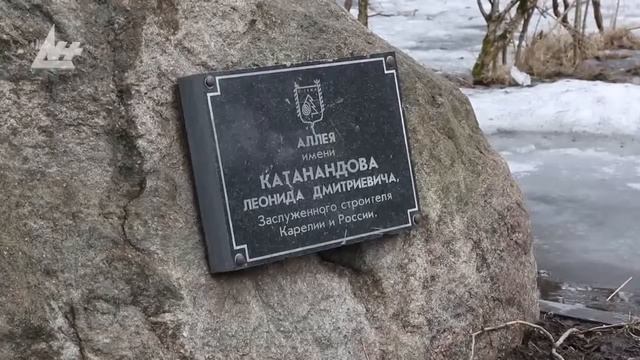 АЛЛЕЯ
имени
КАТАНАНДОВА
ЛЕОНИДА ДМИТРИЕВИЧА,
Заслуженного строителя
Карелии и России.